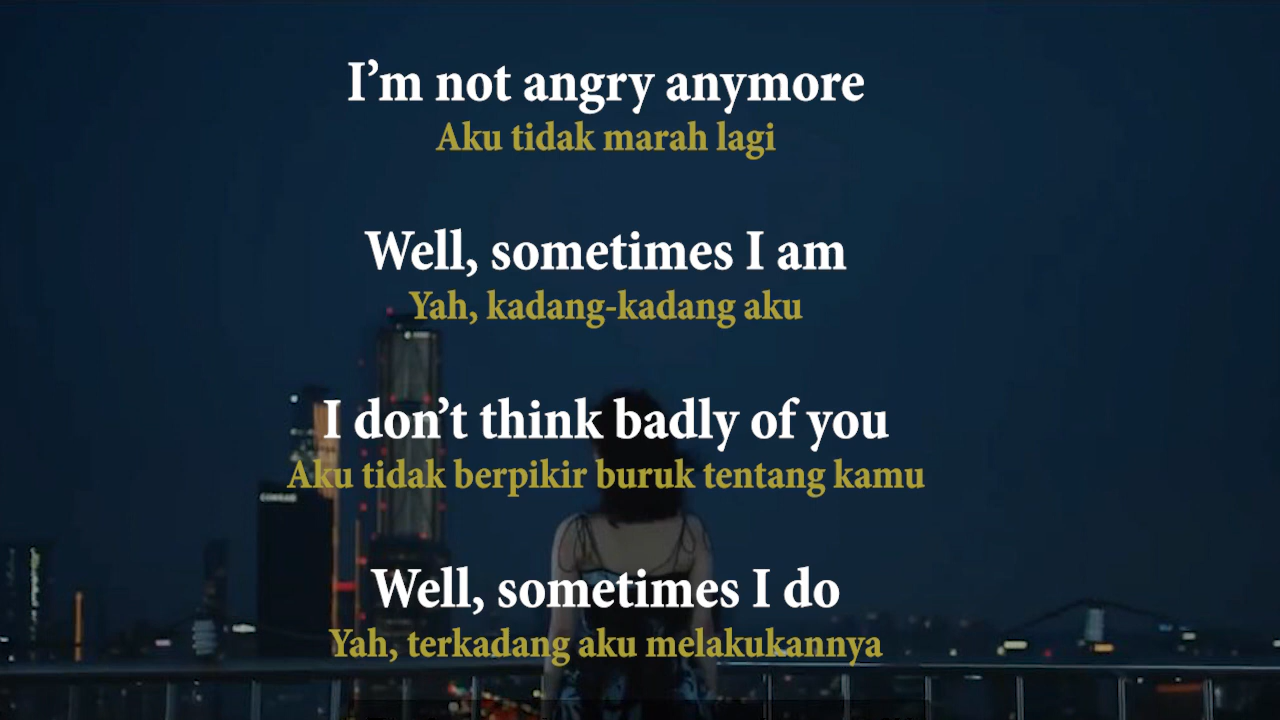 I’m not angry anymore
Aku tidak marah lagi
Well, sometimes I am
Yah, kadang-kadang aku
I don’t think badly of you
Aku tidak berpikir buruk tentang kamu
CONRAD
Well, sometimes I do
Yah, terkadang aku melakukannya